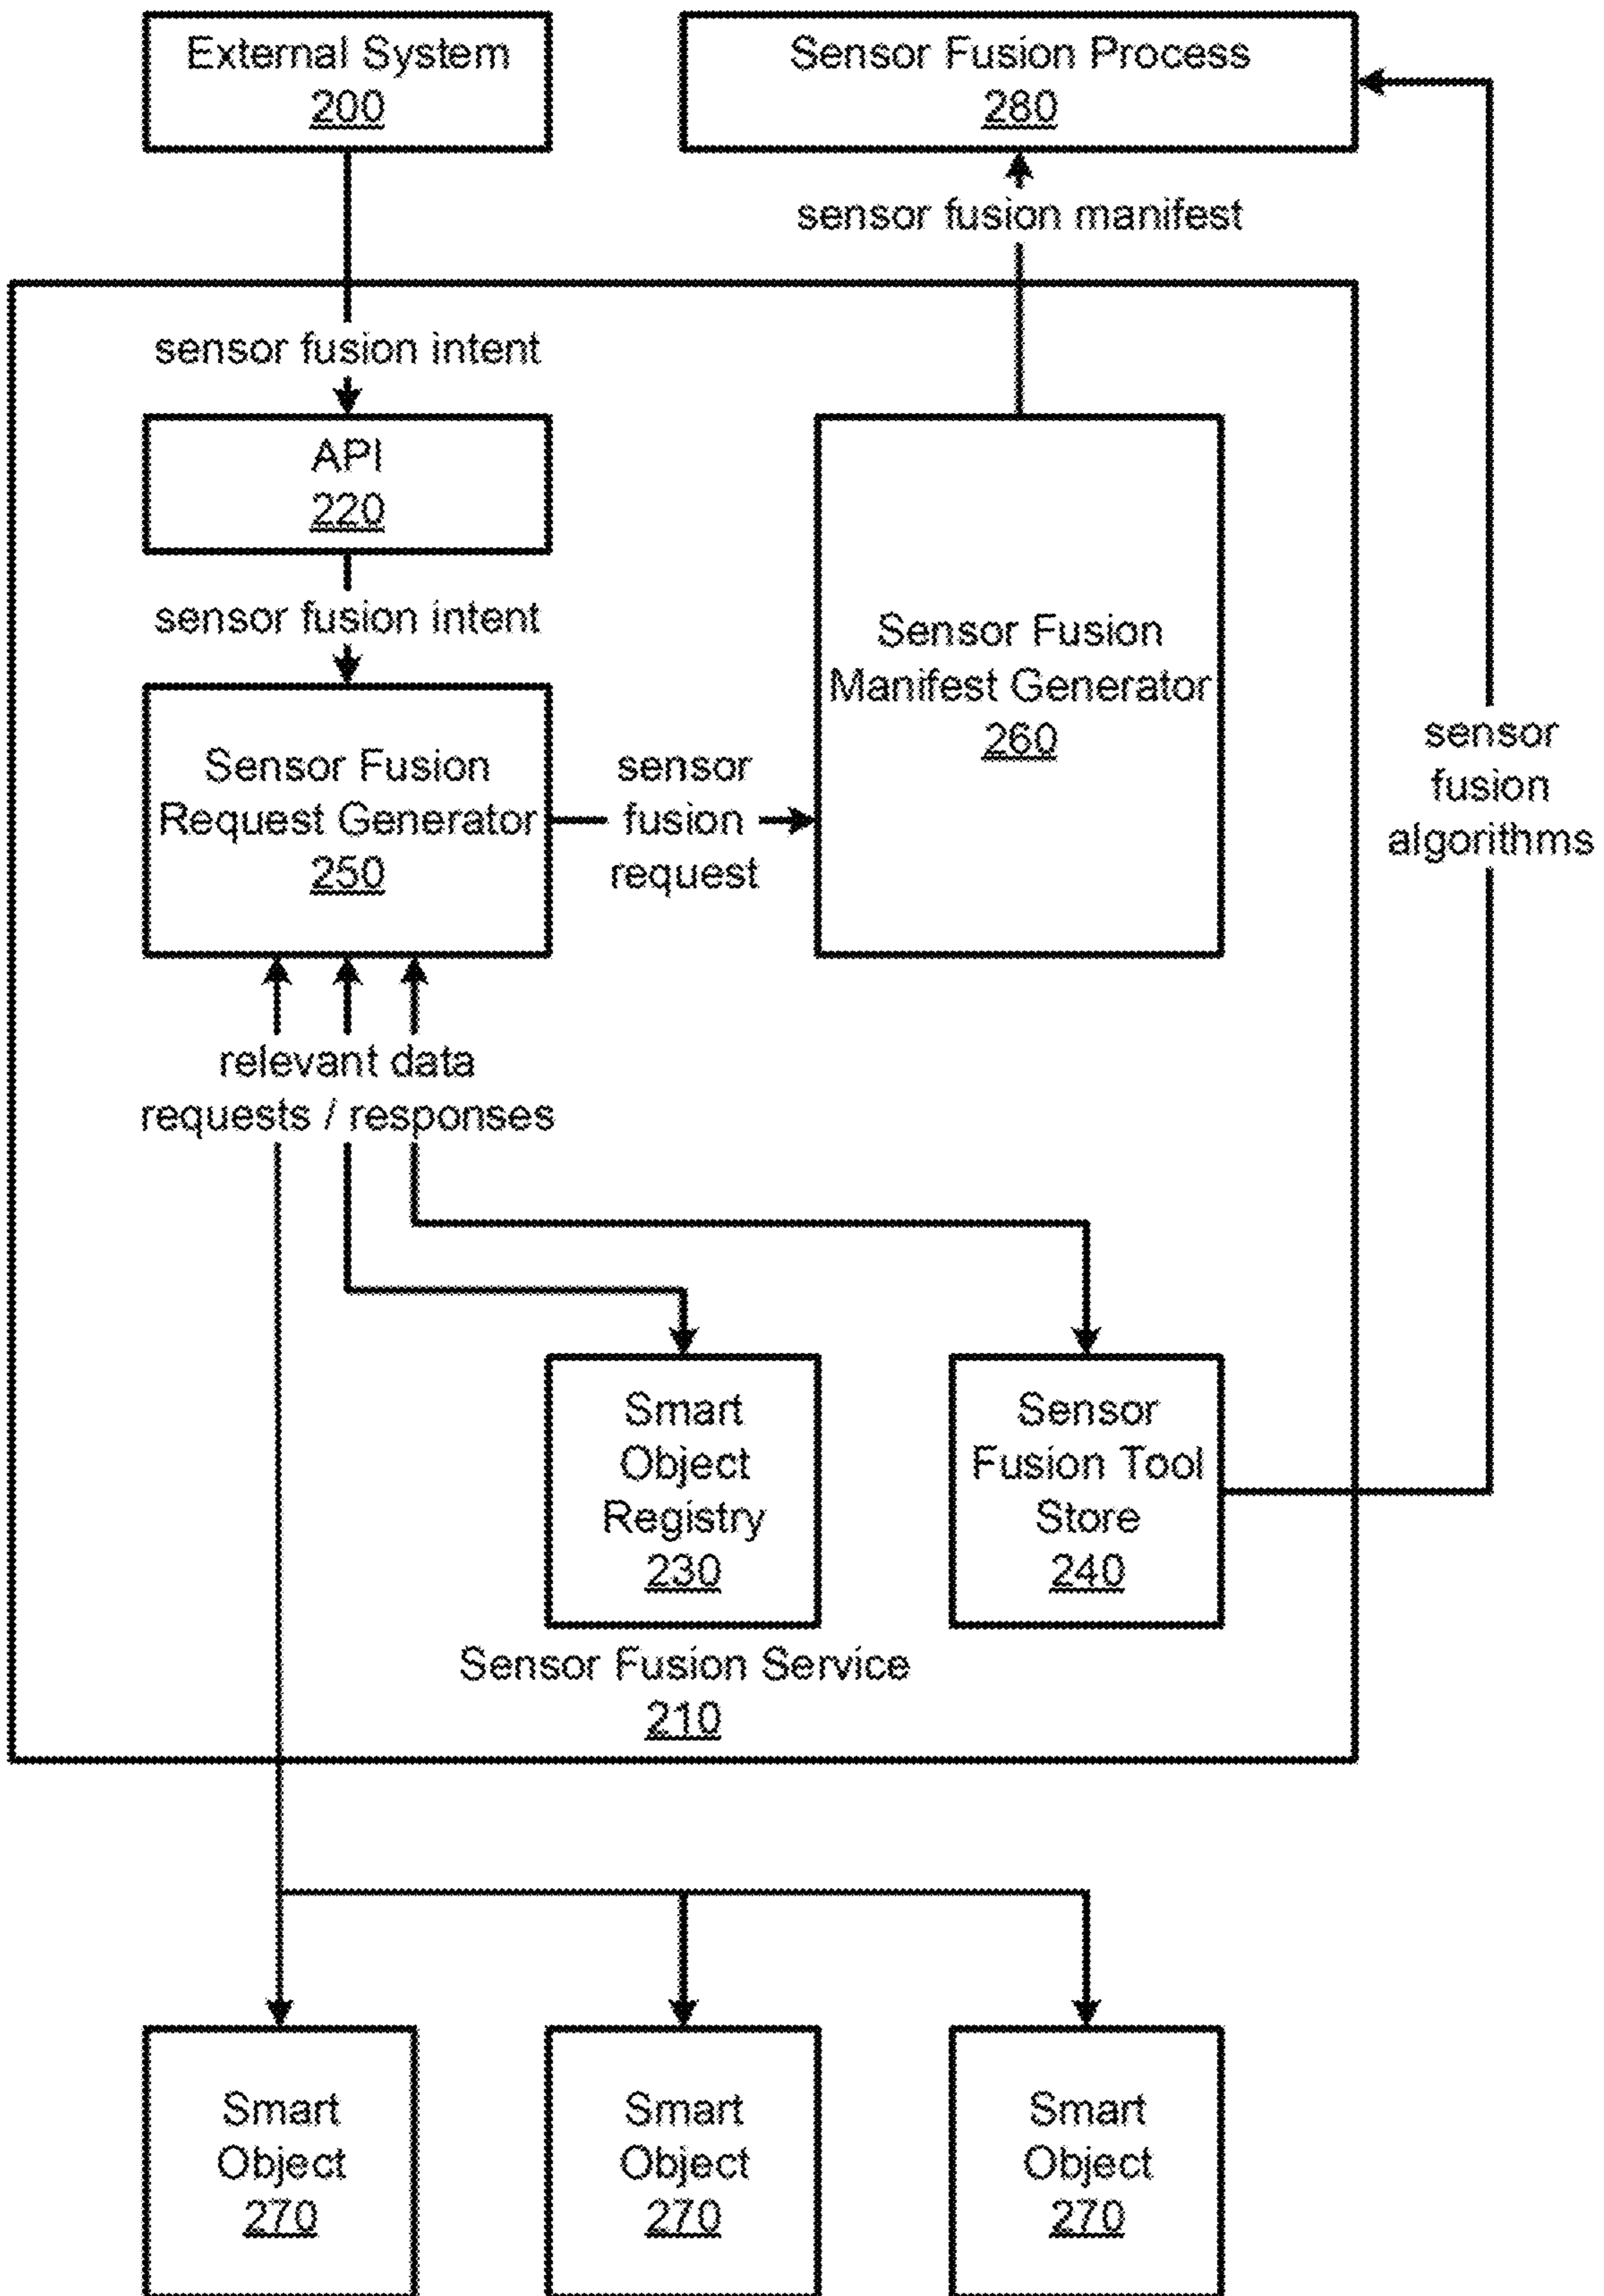 External System
200
Sensor Fusion Process
280
sensor fusion manifest
sensor fusion intent
API
220
sensor fusion intent
Sensor Fusion
Manifest Generator
260
Sensor Fusion
Request Generator
250
sensor
fusion
request
sensor
fusion
algorithms
relevant data
requests / responses
Smart
Object
Registry
230
Sensor
Fusion Tool
Store
240
Sensor Fusion Service
210
Smart
Object
270
Smart
Object
270
Smart
Object
270